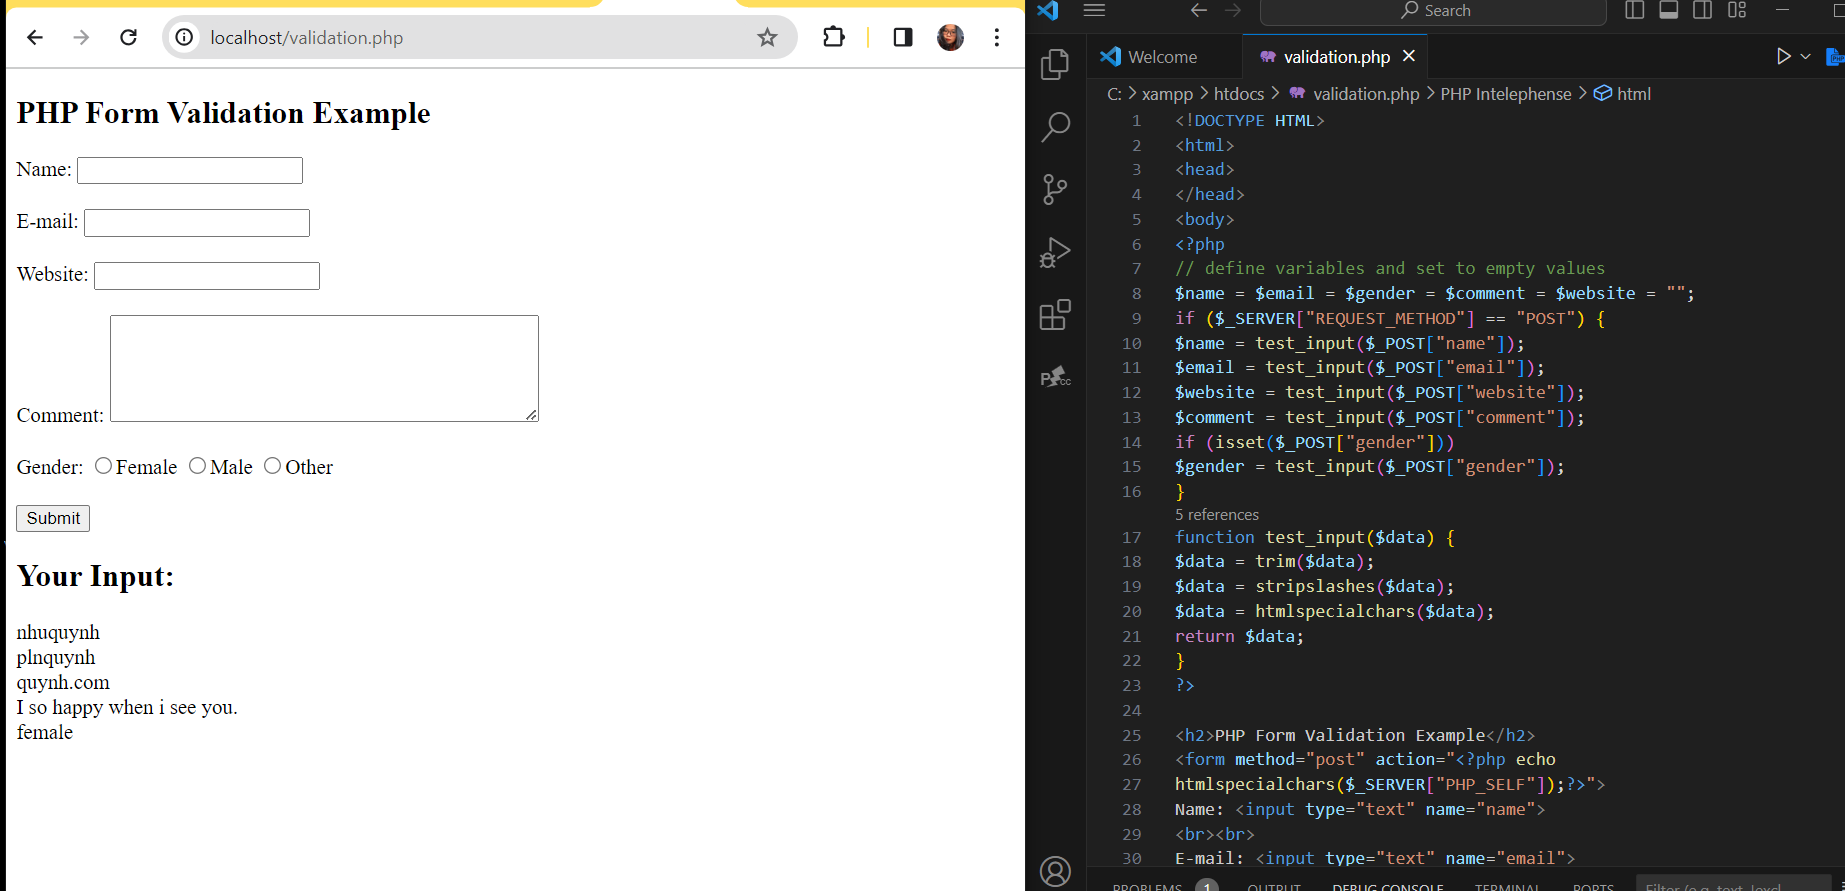 localhost/validation.php
PHP Form Validation Example
Name:
E-mail:
Website:
Comment:
Gender: Female Male Other
Submit
Your Input:
nhuquynh
plnquynh
quynh.com
I so happy when i see you.
female
Search
Welcome validation.php
C: > xampp > htdocs > validation.php > PHP Intelephense > html
1 <!DOCTYPE HTML>
2 <html>
3 <head>
4 </head>
5 <body>
6 <?php
7 // define variables and set to empty values
8 $name = $email = $gender = $comment = $website = "";
9 if ($_SERVER["REQUEST_METHOD"] == "POST") {
10 $name = test_input($_POST["name"]);
11 $email = test_input($_POST["email"]);
12 $website = test_input($_POST["website"]);
13 $comment = test_input($_POST["comment"]);
14 if (isset($_POST["gender"]))
15 $gender = test_input($_POST["gender"]);
16 }
5 references
17 function test_input($data) {
18 $data = trim($data);
19 $data = stripslashes($data);
20 $data = htmlspecialchars($data);
21 return $data;
22 }
23 ?>
24
25 <h2>PHP Form Validation Example</h2>
26 <form method="post" action="<?php echo
27 htmlspecialchars($_SERVER["PHP_SELF"]);?>">
28 Name: <input type="text" name="name">
29 <br><br>
30 E-mail: <input type="text" name="email">
PROBLEMS 1 OUTPUT DEBUG CONSOLE TERMINAL PORTS Filter (e.g. text, !excl